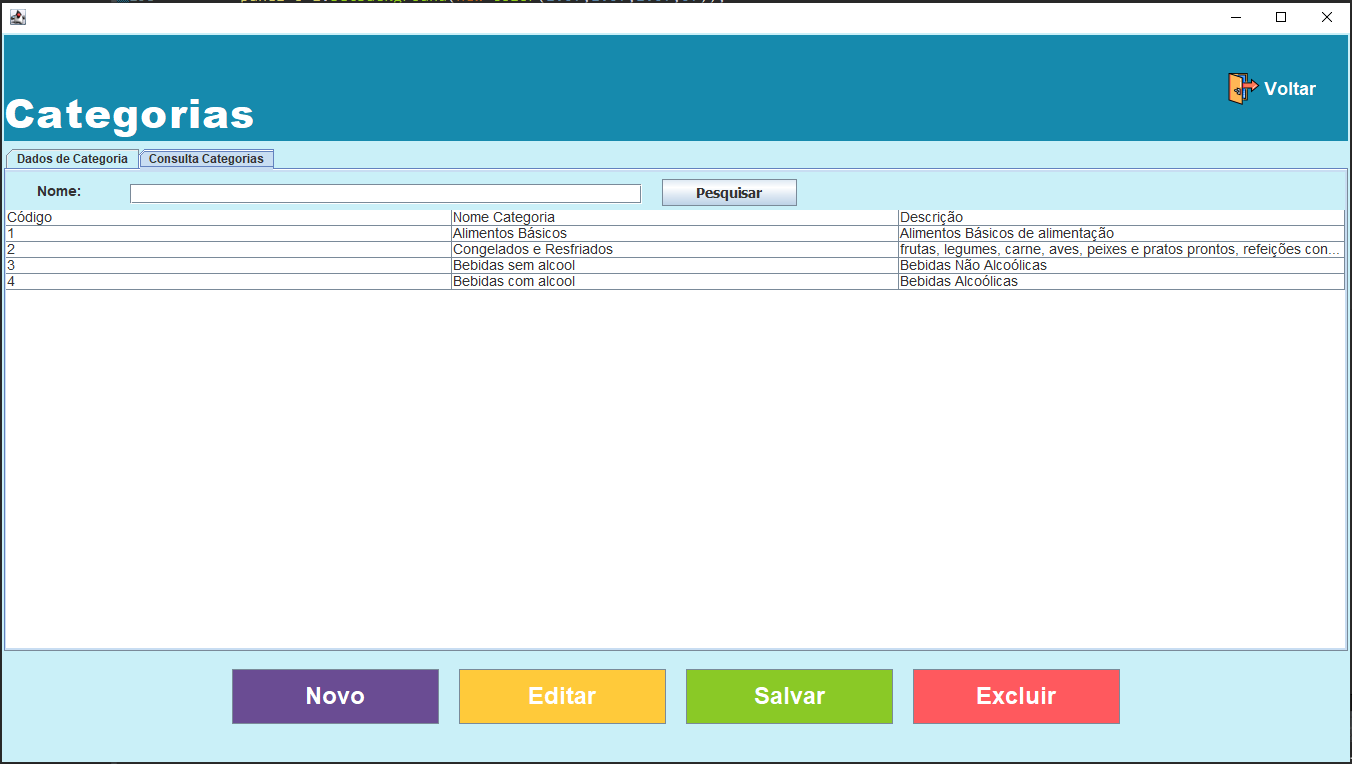 Voltar
Categorias
Dados de Categoria Consulta Categorias
Nome: Pesquisar
Código Nome Categoria Descrição
1 Alimentos Básicos Alimentos Básicos de alimentação
2 Congelados e Resfriados frutas, legumes, carne, aves, peixes e pratos prontos, refeições con...
3 Bebidas sem alcool Bebidas Não Alcoólicas
4 Bebidas com alcool Bebidas Alcoólicas
Novo Editar Salvar Excluir